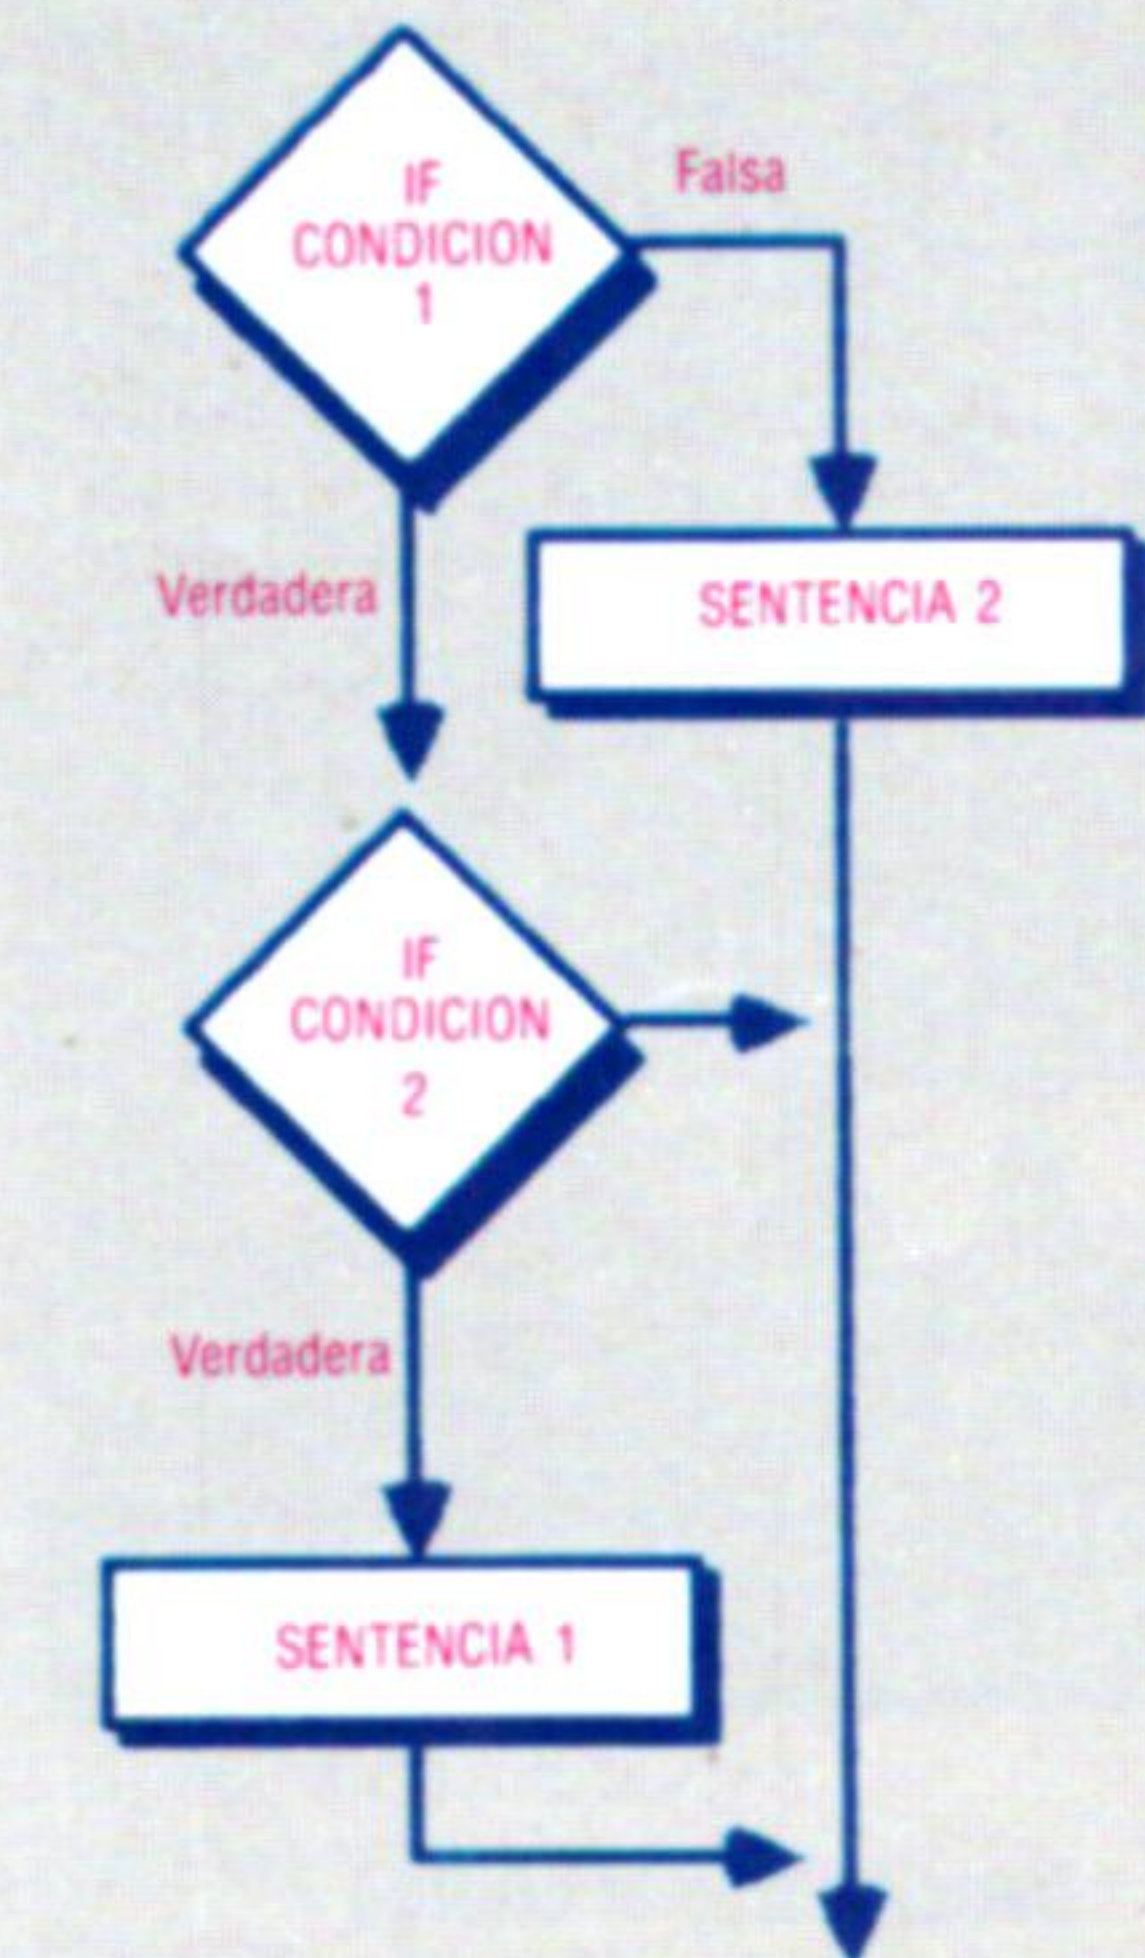 IF
CONDICION
1
Falsa
Verdadera
SENTENCIA 2
IF
CONDICION
2
Verdadera
SENTENCIA 1